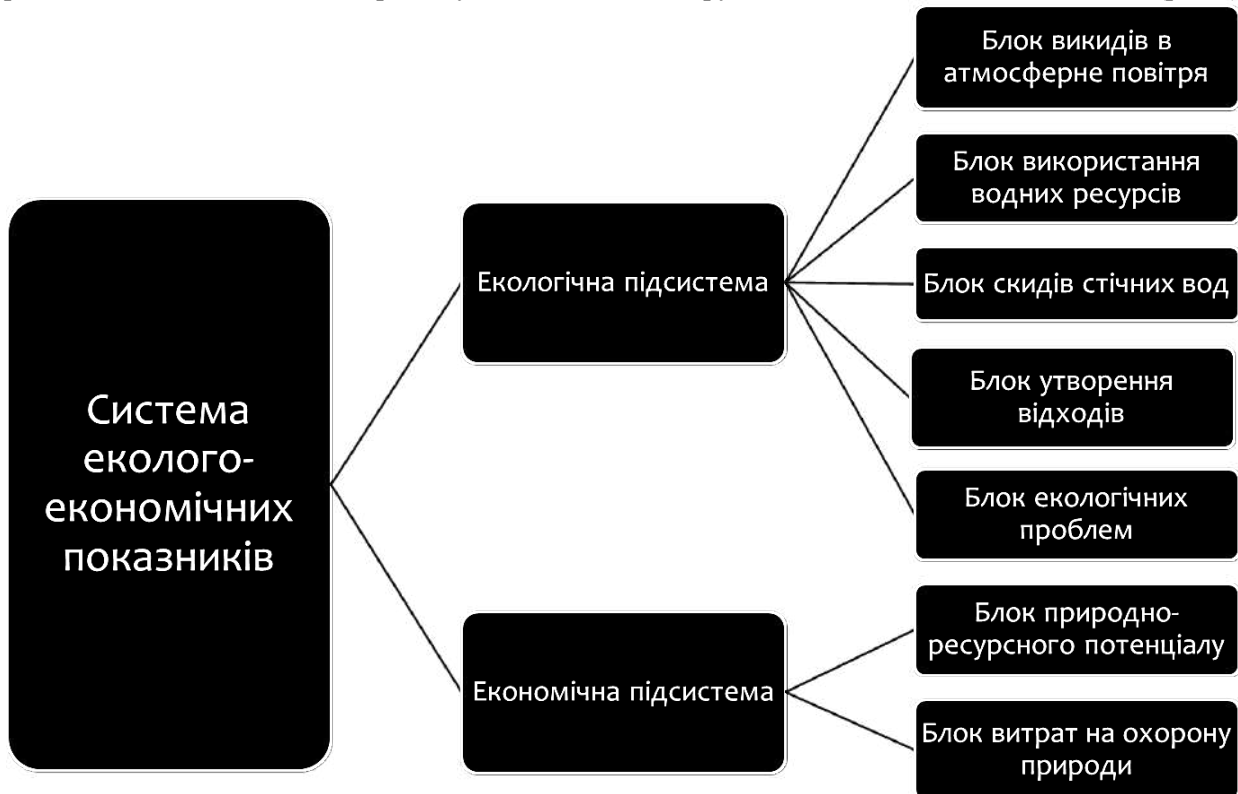 Система
еколого-
економічних
показників
Екологічна підсистема
Блок викидів в
атмосферне повітря
Блок використання
водних ресурсів
Блок скидів стічних вод
Блок утворення
відходів
Блок екологічних
проблем
Економічна підсистема
Блок природно-
ресурсного потенціалу
Блок витрат на охорону
природи